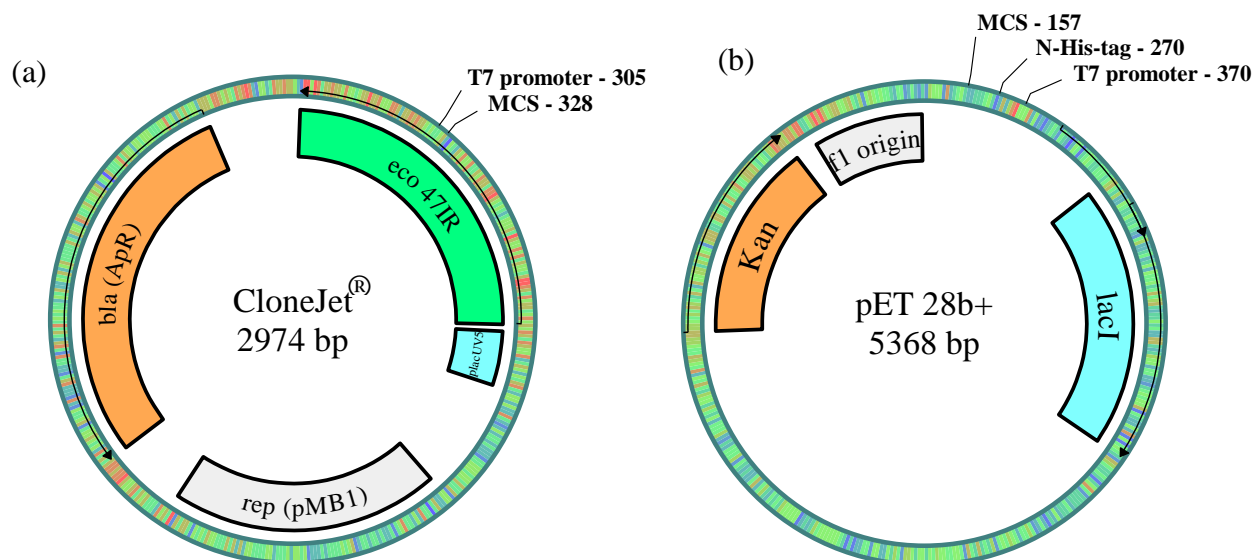 (a)
T7 promoter - 305
MCS - 328
eco 47IR
bla (ApR)
CloneJet®
2974 bp
placUV5
rep (pMB1)
(b)
MCS - 157
N-His-tag - 270
T7 promoter - 370
f1 origin
Kan
pET 28b+
5368 bp
lacI